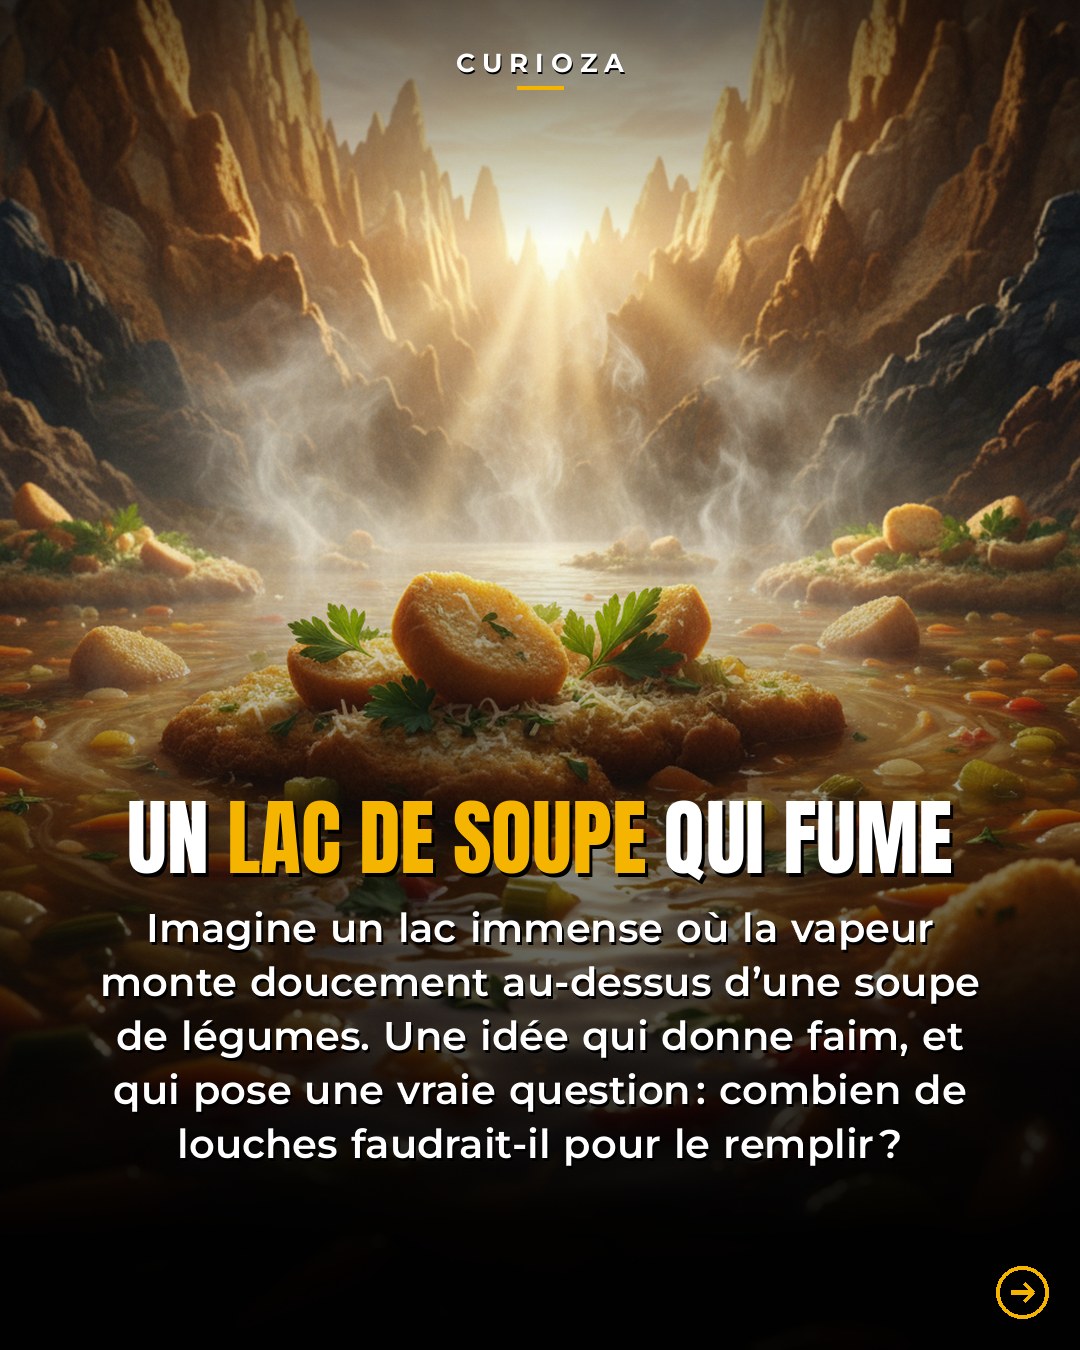 CURIOZA
UN LAC DE SOUPE QUI FUME
Imagine un lac immense où la vapeur
monte doucement au-dessus d’une soupe
de légumes. Une idée qui donne faim, et
qui pose une vraie question : combien de
louches faudrait-il pour le remplir ?